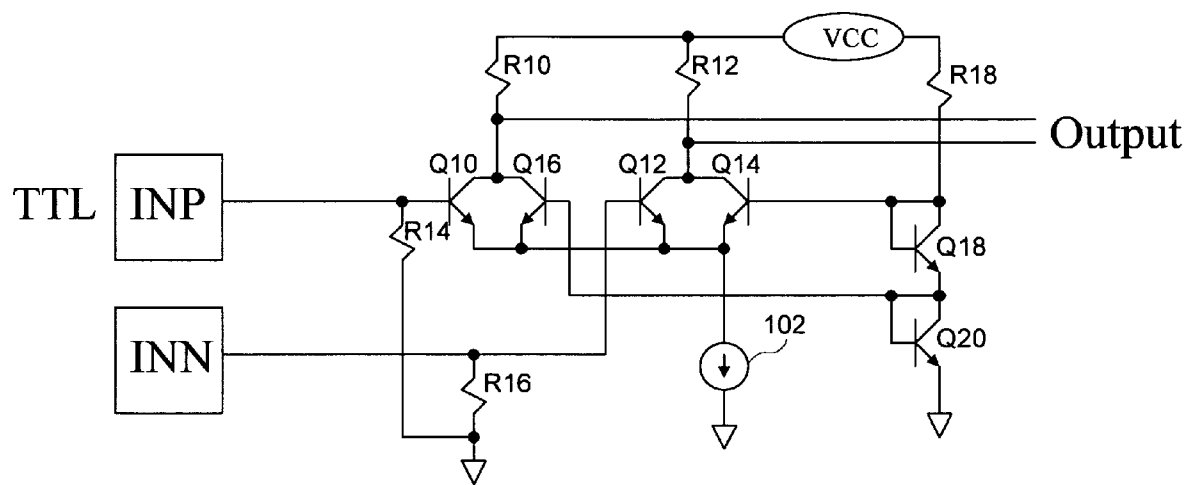 VCC
R10
R12
R18
Output
Q10
Q16
Q12
Q14
TTL
INP
R14
Q18
INN
102
Q20
R16